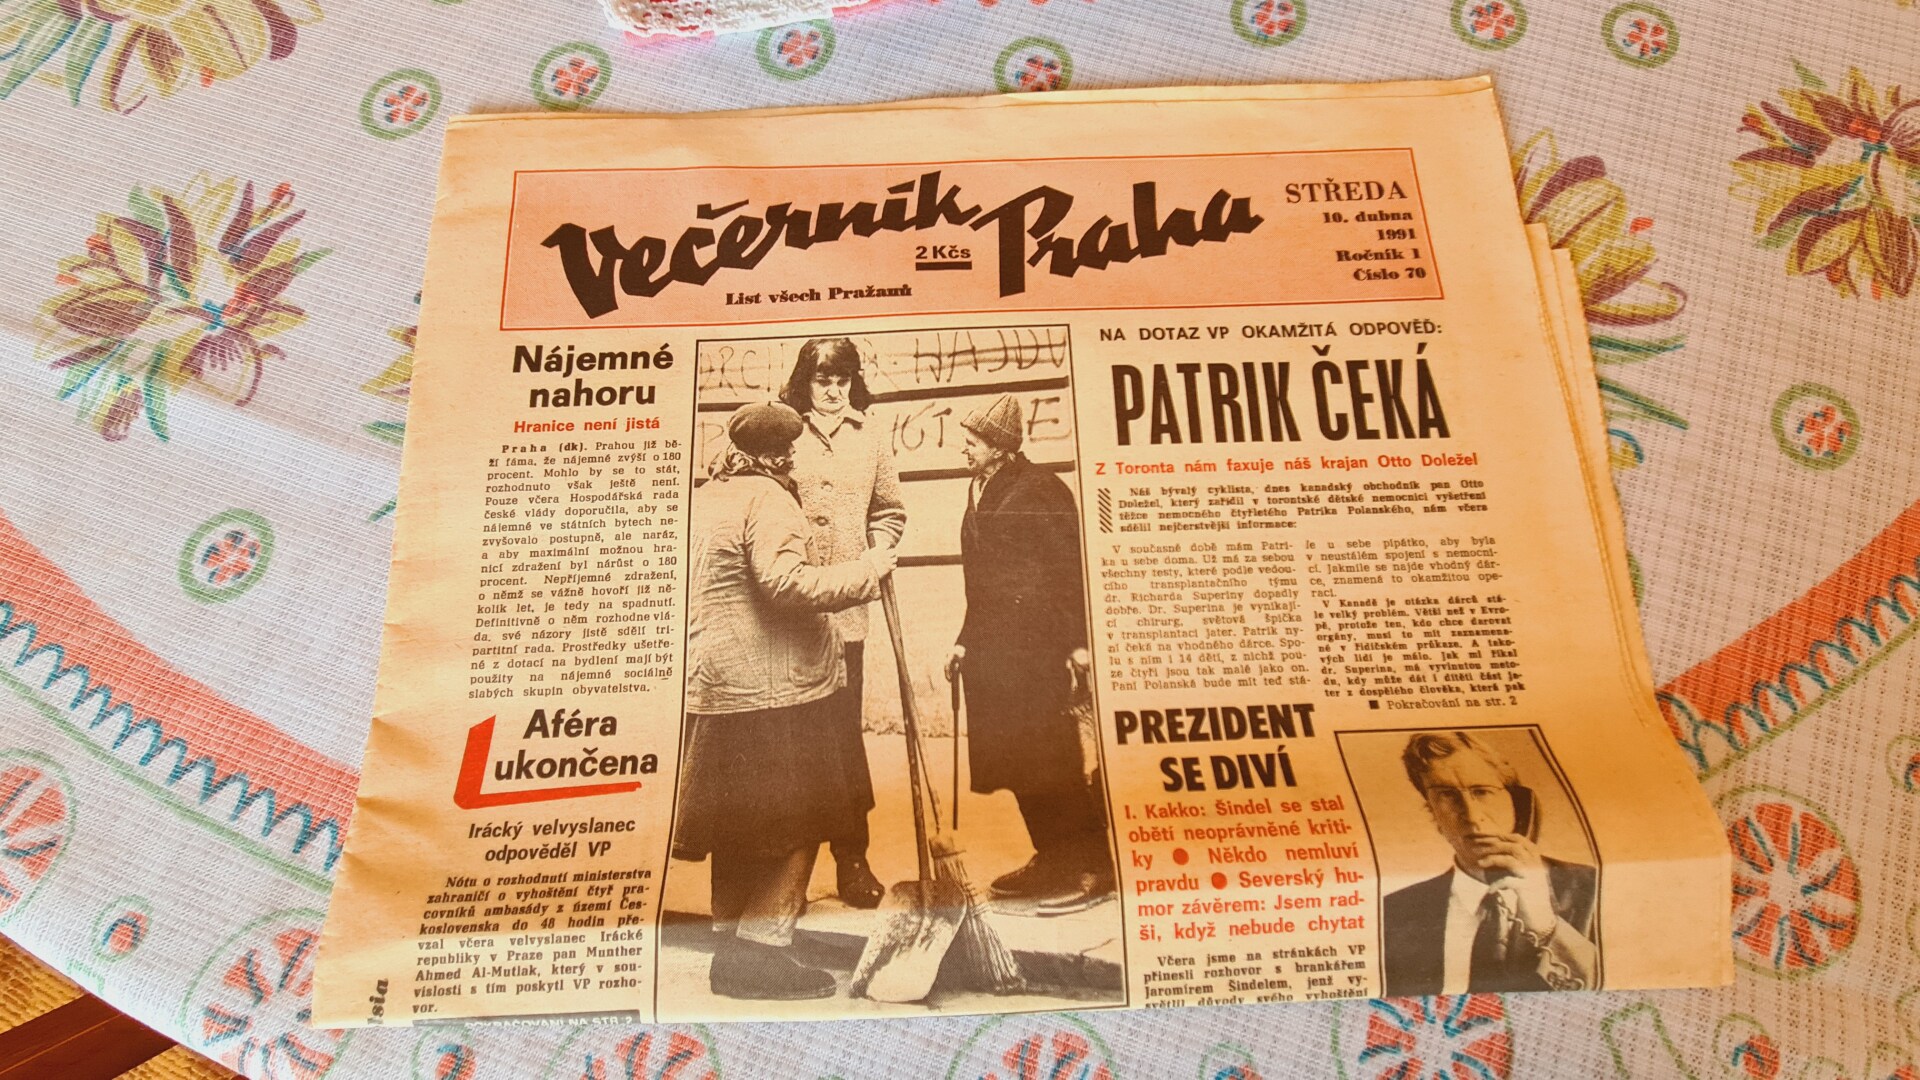 Večerník Praha
2 Kčs
List všech Pražanů
STŘEDA
10. dubna
1991
Ročník 1
Číslo 70
Nájemné
nahoru
Hranice není jistá
Praha (dk). Prahou již bě-
ží fáma, že nájemné zvýší o 180
procent. Mohlo by se to stát,
rozhodnuto však ještě není.
Pouze včera Hospodářská rada
české vlády doporučila, aby se
nájemné ve státních bytech ne-
zvyšovalo postupně, ale naráz,
a aby maximální možnou hra-
nicí zdražení byl nárůst o 180
procent. Nepříjemné zdražení,
o němž se vážně hovoří již ně-
kolik let, je tedy na spadnutí.
Definitivně o něm rozhodne vlá-
da, své názory jistě sdělí tri-
partitní rada. Prostředky ušetře-
né z dotací na bydlení mají být
použity na nájemné sociálně
slabých skupin obyvatelstva.
Aféra
ukončena
Irácký velvyslanec
odpověděl VP
Nótu o rozhodnutí ministerstva
zahraničí o vyhoštění čtyř pra-
covníků ambasády z území Čes-
koslovenska do 48 hodin pře-
vzal včera velvyslanec Irácké
republiky v Praze pan Munther
Ahmed Al-Mutlak, který v sou-
vislosti s tím poskytl VP rozho-
vor.
POKRAČOVÁNÍ NA STR. 2
HAJDU
NA DOTAZ VP OKAMŽITÁ ODPOVĚĎ:
PATRIK ČEKÁ
Z Toronta nám faxuje náš krajan Otto Doležel
Náš bývalý cyklista, dnes kanadský obchodník pan Otto
Doležel, který zařídil v torontské dětské nemocnici vyšetření
těžce nemocného čtyřletého Patrika Polanského, nám včera
sdělil nejčerstvější informace:
V současné době mám Patri-
ka u sebe doma. Už má za sebou
všechny testy, které podle vedou-
cího transplantačního týmu
dr. Richarda Superiny dopadly
dobře. Dr. Superina je vynikají-
cí chirurg, světová špička
v transplantaci jater. Patrik ny-
ní čeká na vhodného dárce. Spo-
lu s ním i 14 dětí, z nichž pou-
ze čtyři jsou tak malé jako on.
Paní Polanská bude mít teď stá-
le u sebe pípátko, aby byla
v neustálém spojení s nemocni-
cí. Jakmile se najde vhodný dár-
ce, znamená to okamžitou ope-
raci.
V Kanadě je otázka dárců stá-
le velký problém. Větší než v Evro-
pě, protože ten, kdo chce darovat
orgány, musí to mít zaznamena-
né v řidičském průkaze. A tako-
vých lidí je málo. Jak mi říkal
dr. Superina, má vyvinutou meto-
du, kdy může dát i dítěti část ja-
ter z dospělého člověka, která pak
■ Pokračování na str. 2
PREZIDENT
SE DIVÍ
I. Kakko: Šindel se stal
obětí neoprávněné kriti-
ky ● Někdo nemluví
pravdu ● Severský hu-
mor závěrem: Jsem rad-
ši, když nebude chytat
Včera jsme na stránkách VP
přinesli rozhovor s brankářem
Jaromírem Šindelem, jenž vy-
světlil důvody svého vyhoštění